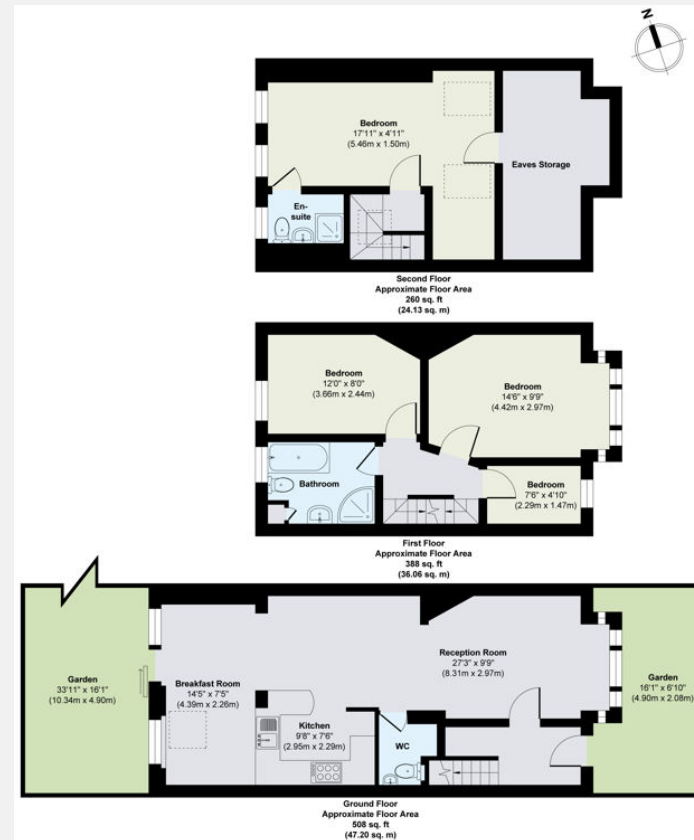 N
Bedroom
17'11" x 4'11"
(5.46m x 1.50m)
Eaves Storage
En-
suite
Second Floor
Approximate Floor Area
260 sq. ft
(24.13 sq. m)
Bedroom
12'0" x 8'0"
(3.66m x 2.44m)
Bedroom
14'6" x 9'9"
(4.42m x 2.97m)
Bathroom
Bedroom
7'6" x 4'10"
(2.29m x 1.47m)
First Floor
Approximate Floor Area
388 sq. ft
(36.06 sq. m)
Garden
33'11" x 16'1"
(10.34m x 4.90m)
Breakfast Room
14'5" x 7'5"
(4.39m x 2.26m)
Kitchen
9'8" x 7'6"
(2.95m x 2.29m)
WC
Reception Room
27'3" x 9'9"
(8.31m x 2.97m)
Garden
16'1" x 6'10"
(4.90m x 2.08m)
Ground Floor
Approximate Floor Area
508 sq. ft
(47.20 sq. m)